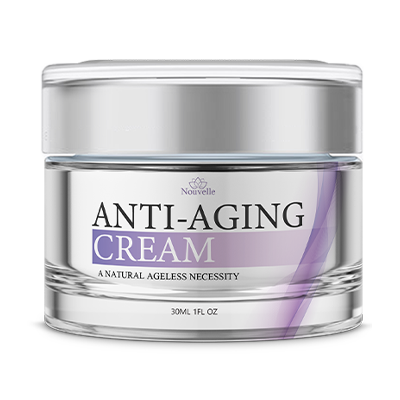 Nouvelle
ANTI-AGING
CREAM
A NATURAL AGELESS NECESSITY
30ML 1FL OZ